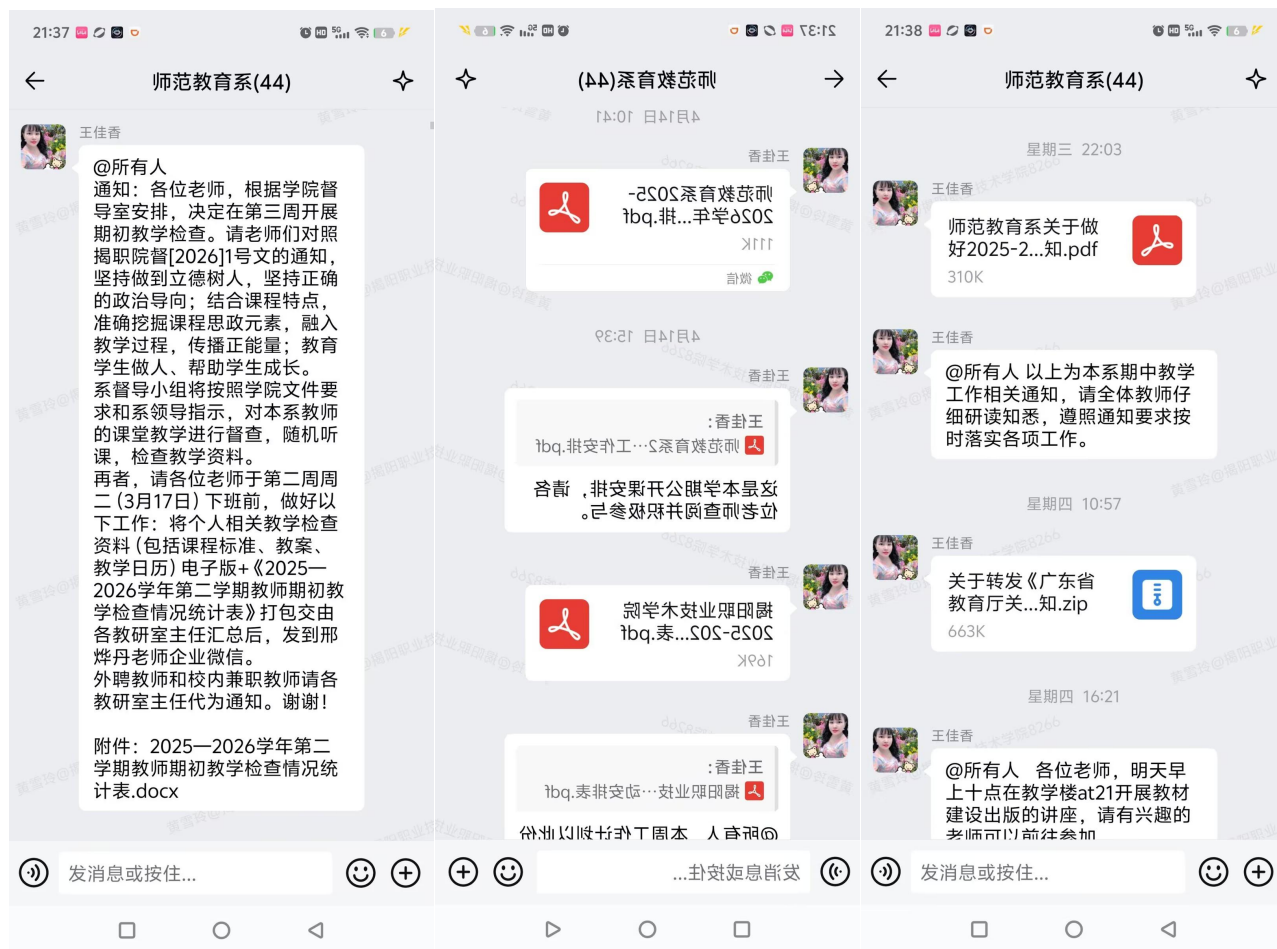 21:37
HD 5G 6
师范教育系(44)
王佳香
@所有人
通知：各位老师，根据学院督
导室安排，决定在第三周开展
期初教学检查。请老师们对照
揭职院督[2026]1号文的通知，
坚持做到立德树人，坚持正确
的政治导向；结合课程特点，
准确挖掘课程思政元素，融入
教学过程，传播正能量；教育
学生做人、帮助学生成长。
系督导小组将按照学院文件要
求和系领导指示，对本系教师
的课堂教学进行督查，随机听
课，检查教学资料。
再者，请各位老师于第二周周
二（3月17日）下班前，做好以
下工作：将个人相关教学检查
资料（包括课程标准、教案、
教学日历）电子版+《2025—
2026学年第二学期教师期初教
学检查情况统计表》打包交由
各教研室主任汇总后，发到邢
烨丹老师企业微信。
外聘教师和校内兼职教师请各
教研室主任代为通知。谢谢！
附件：2025—2026学年第二
学期教师期初教学检查情况统
计表.docx
发消息或按住...
21:37
HD 5G 6
师范教育系(44)
4月14日 10:41
王佳香
师范教育系2025-
2026学年...排.pdf
111K
微信
4月14日 15:39
王佳香
王佳香：
师范教育系2···工作安排.pdf
这是本学期公开课安排，请各
位老师查阅并积极参与。
王佳香
揭阳职业技术学院
2025-202...表.pdf
169K
王佳香
王佳香：
揭阳职业技···动安排表.pdf
@所有人 本周工作计划以此份
发消息或按住...
21:38
HD 5G 6
师范教育系(44)
星期三 22:03
王佳香
师范教育系关于做
好2025-2...知.pdf
310K
王佳香
@所有人 以上为本系期中教学
工作相关通知，请全体教师仔
细研读知悉，遵照通知要求按
时落实各项工作。
星期四 10:57
王佳香
关于转发《广东省
教育厅关...知.zip
663K
星期四 16:21
王佳香
@所有人 各位老师，明天早
上十点在教学楼at21开展教材
建设出版的讲座，请有兴趣的
老师可以前往参加
发消息或按住...